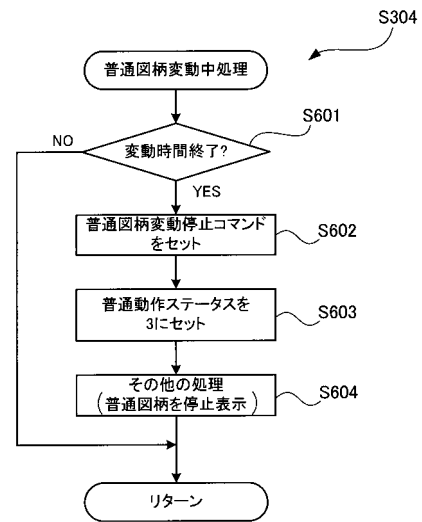 S304
普通図柄変動中処理
S601
NO
変動時間終了?
YES
普通図柄変動停止コマンド
をセット
S602
普通動作ステータスを
3にセット
S603
その他の処理
(普通図柄を停止表示)
S604
リターン